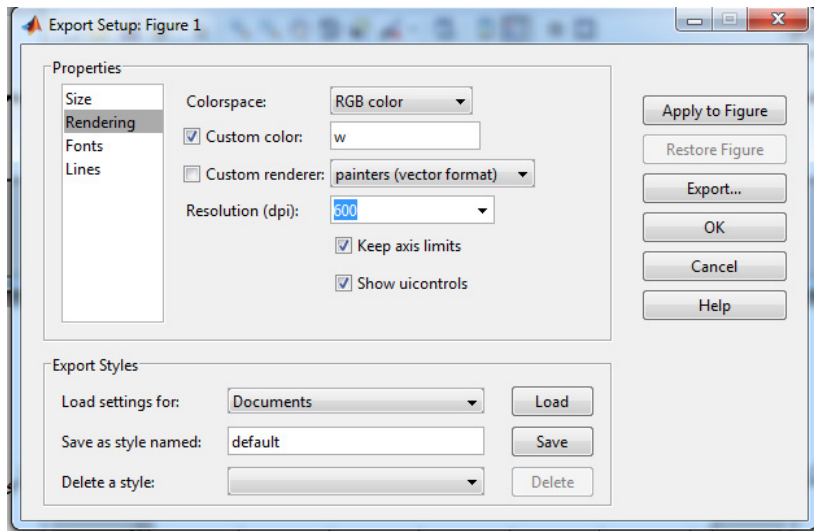 Export Setup: Figure 1
Properties
Size
Rendering
Fonts
Lines
Colorspace: RGB color
Custom color: w
Custom renderer: painters (vector format)
Resolution (dpi): 600
Keep axis limits
Show uicontrols
Apply to Figure
Restore Figure
Export...
OK
Cancel
Help
Export Styles
Load settings for: Documents Load
Save as style named: default Save
Delete a style: Delete